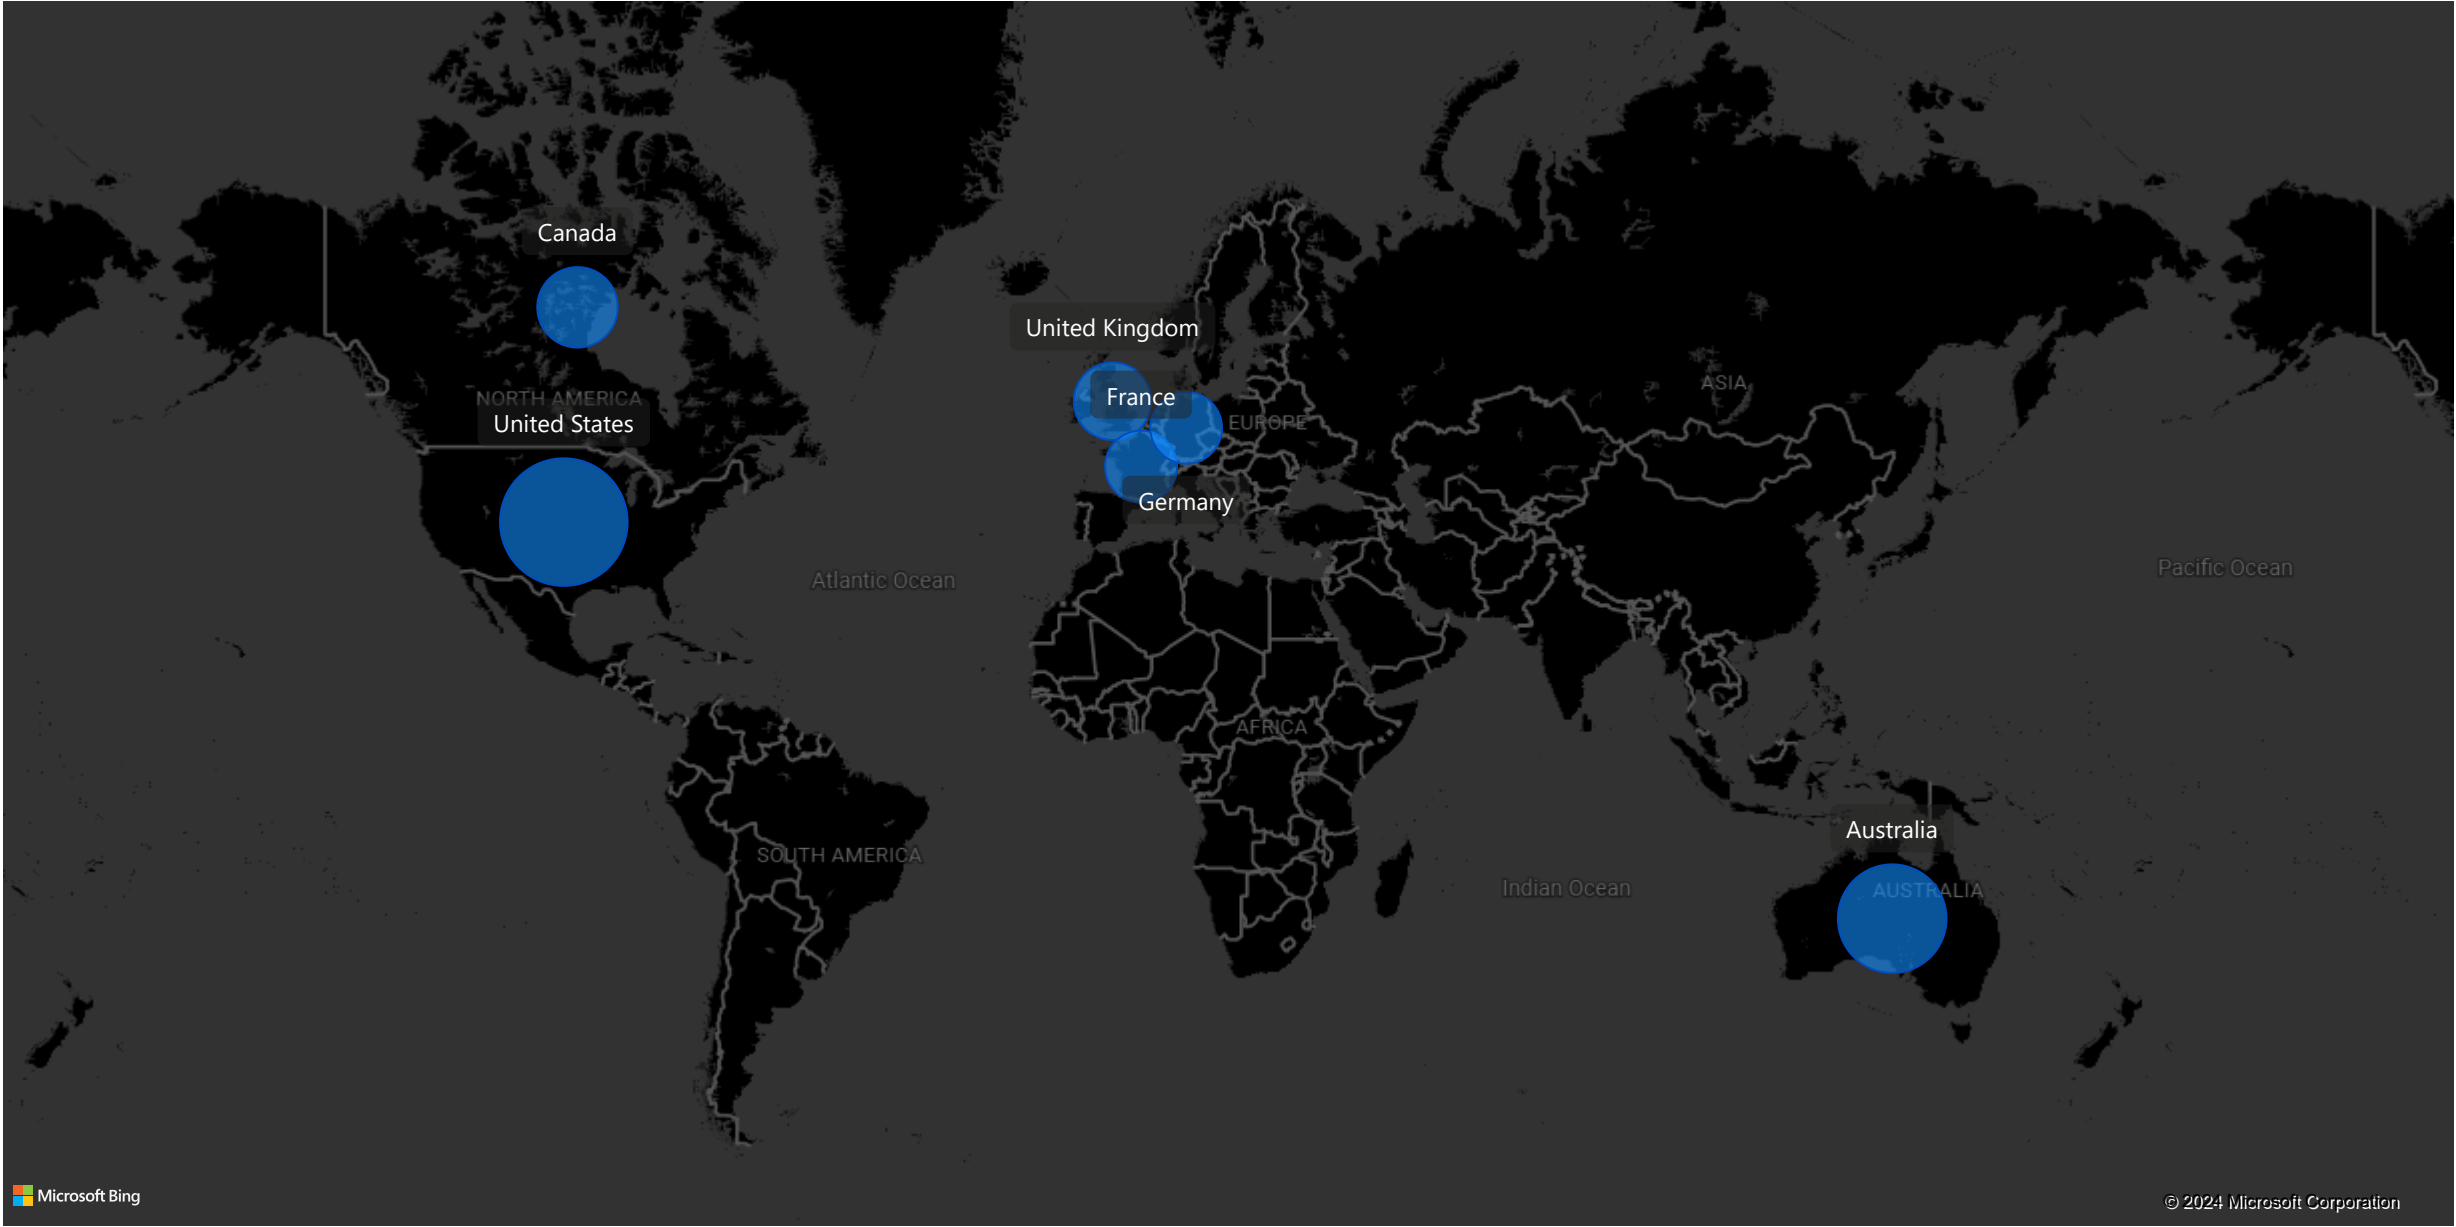 Canada
United Kingdom
ASIA
France
NORTH AMERICA
United States
EUROPE
Germany
Pacific Ocean
Atlantic Ocean
AFRICA
Australia
SOUTH AMERICA
Indian Ocean
AUSTRALIA
Microsoft Bing
© 2024 Microsoft Corporation